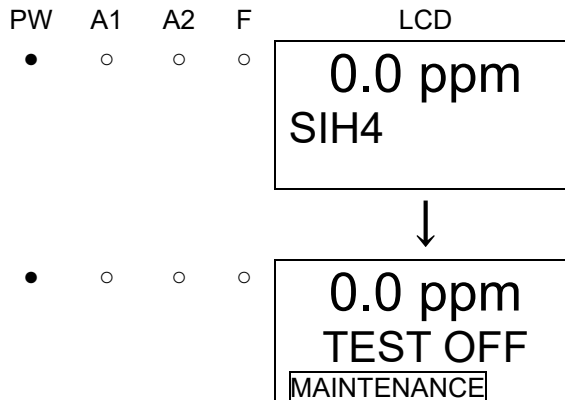 PW A1 A2 F LCD
● ○ ○ ○ 0.0 ppm
SIH4
↓
● ○ ○ ○ 0.0 ppm
TEST OFF
MAINTENANCE